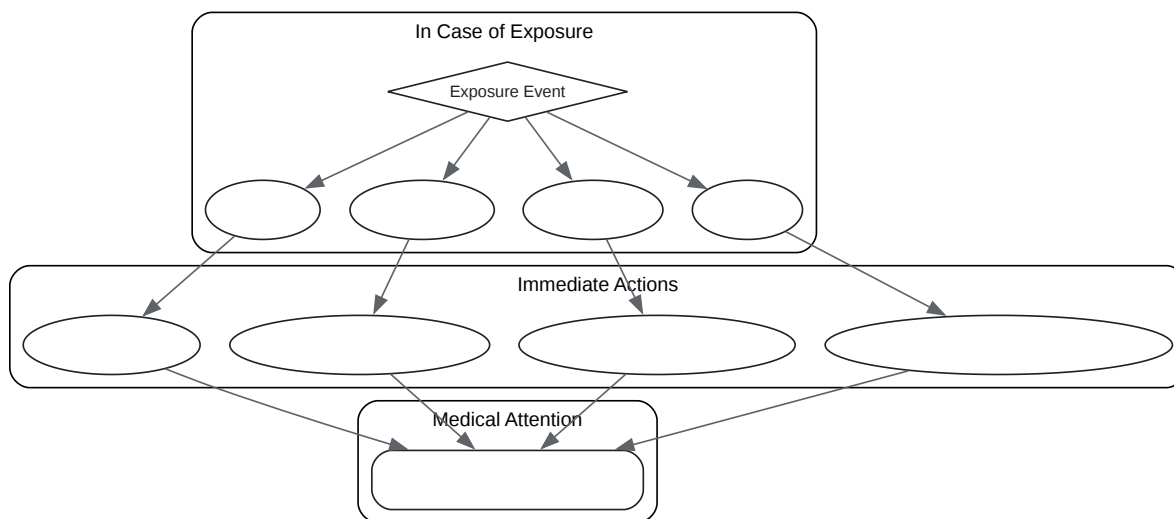 In Case of Exposure
Exposure Event
Immediate Actions
Medical Attention